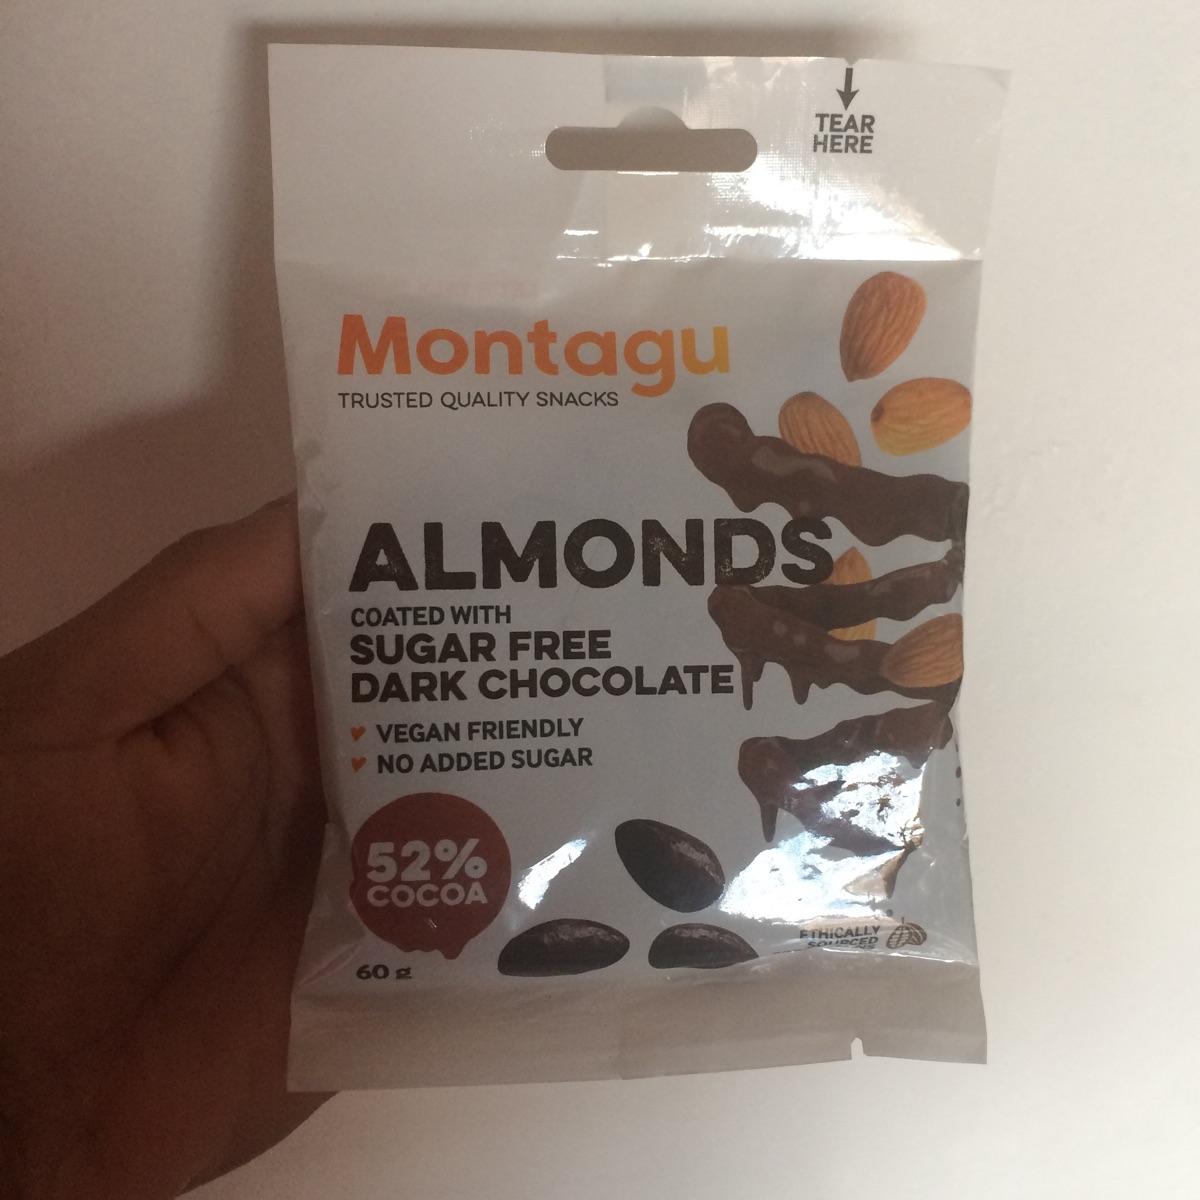 TEAR
HERE
Montagu
TRUSTED QUALITY SNACKS
ALMONDS
COATED WITH
SUGAR FREE
DARK CHOCOLATE
VEGAN FRIENDLY
NO ADDED SUGAR
52%
COCOA
ETHICALLY
SOURCED
60 g